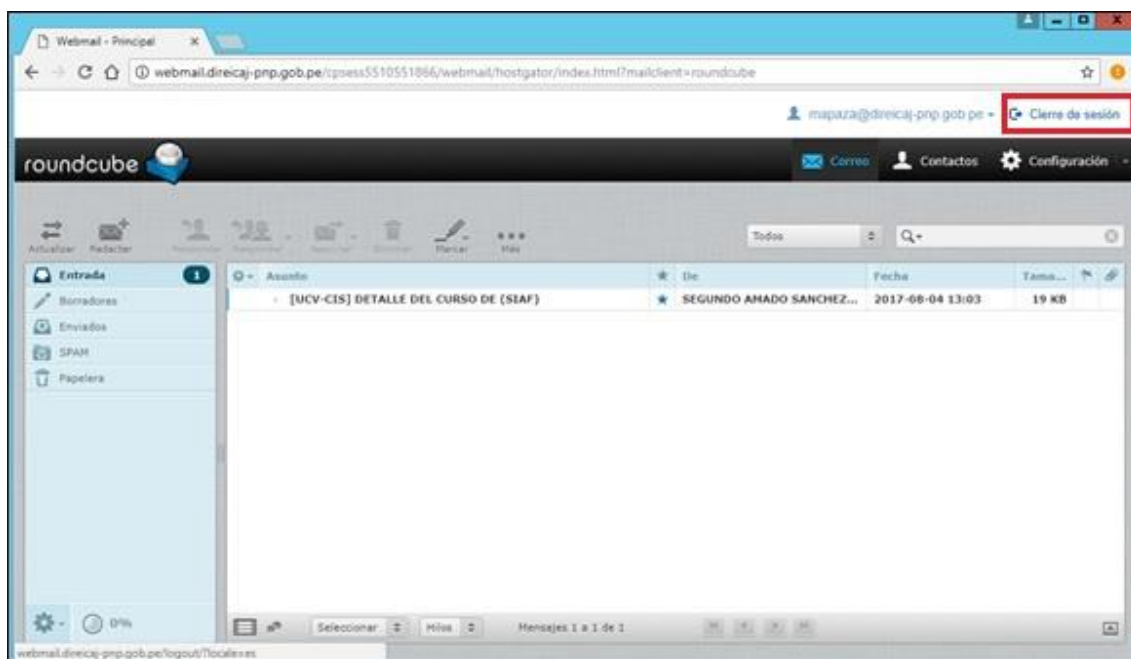 Webmail - Principal
webmail.direicaj-pnp.gob.pe/cpsess5510551866/webmail/hostgator/index.html?mailclient=roundcube
mapaza@direicaj-pnp.gob.pe
Cierre de sesión
roundcube
Correo
Contactos
Configuración
Actualizar Redactar Marcar Más
Todos
Entrada 1
Borradores
Enviados
SPAM
Papelera
Asunto De Fecha Tama...
[UCV-CIS] DETALLE DEL CURSO DE (SIAF) SEGUNDO AMADO SANCHEZ... 2017-08-04 13:03 19 KB
0%
Seleccionar Hilos Mensajes 1 a 1 de 1
webmail.direicaj-pnp.gob.pe/logout/?locale=es